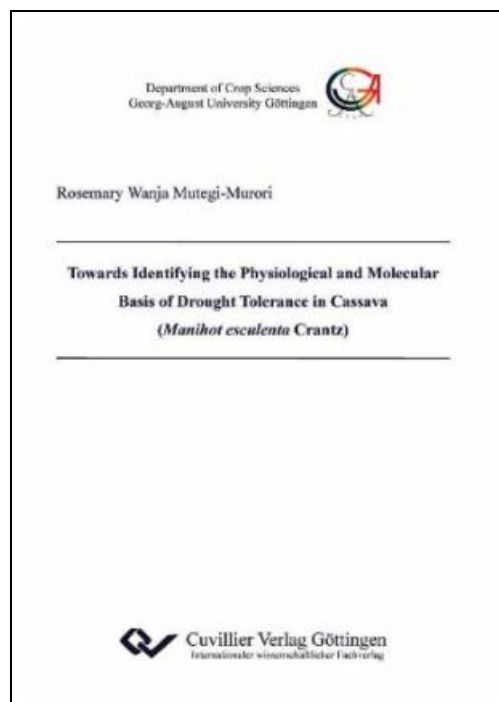 Department of Crop Sciences
Georg-August University Göttingen
Rosemary Wanja Mutegi-Murori
Towards Identifying the Physiological and Molecular
Basis of Drought Tolerance in Cassava
(Manihot esculenta Crantz)
Cuvillier Verlag Göttingen
Internationaler wissenschaftlicher Fachverlag